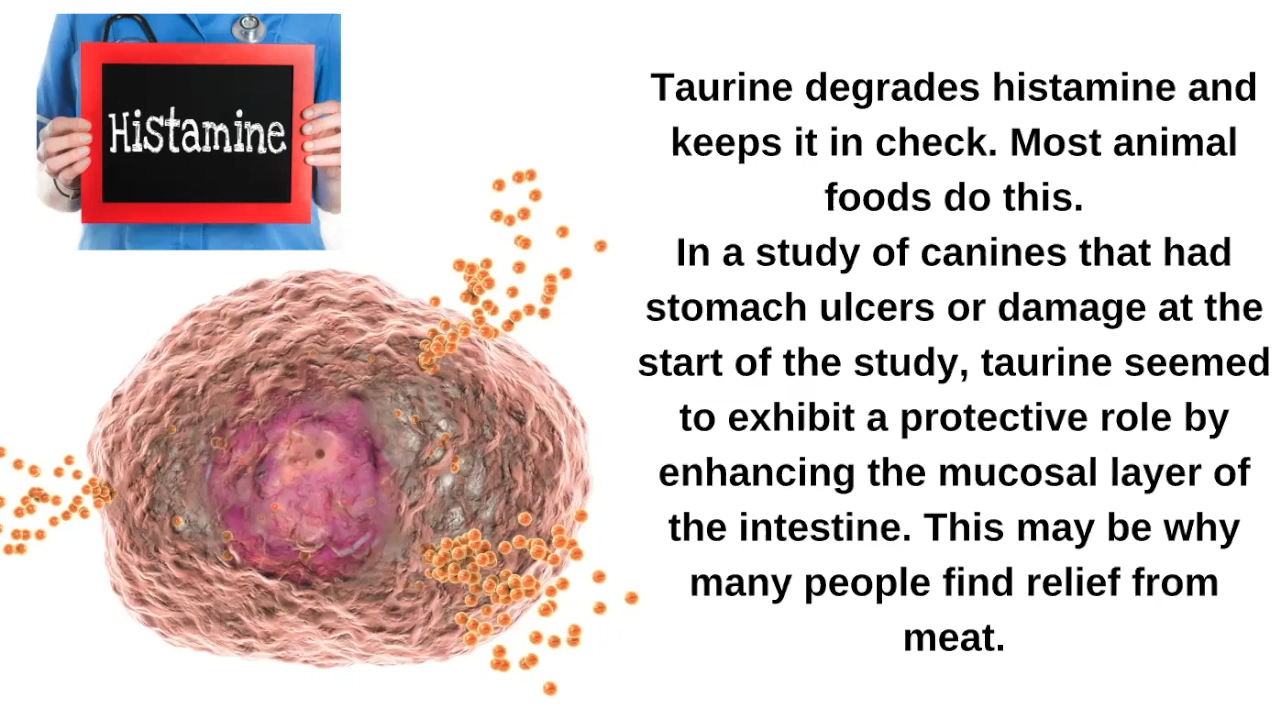 Histamine
Taurine degrades histamine and
keeps it in check. Most animal
foods do this.
In a study of canines that had
stomach ulcers or damage at the
start of the study, taurine seemed
to exhibit a protective role by
enhancing the mucosal layer of
the intestine. This may be why
many people find relief from
meat.